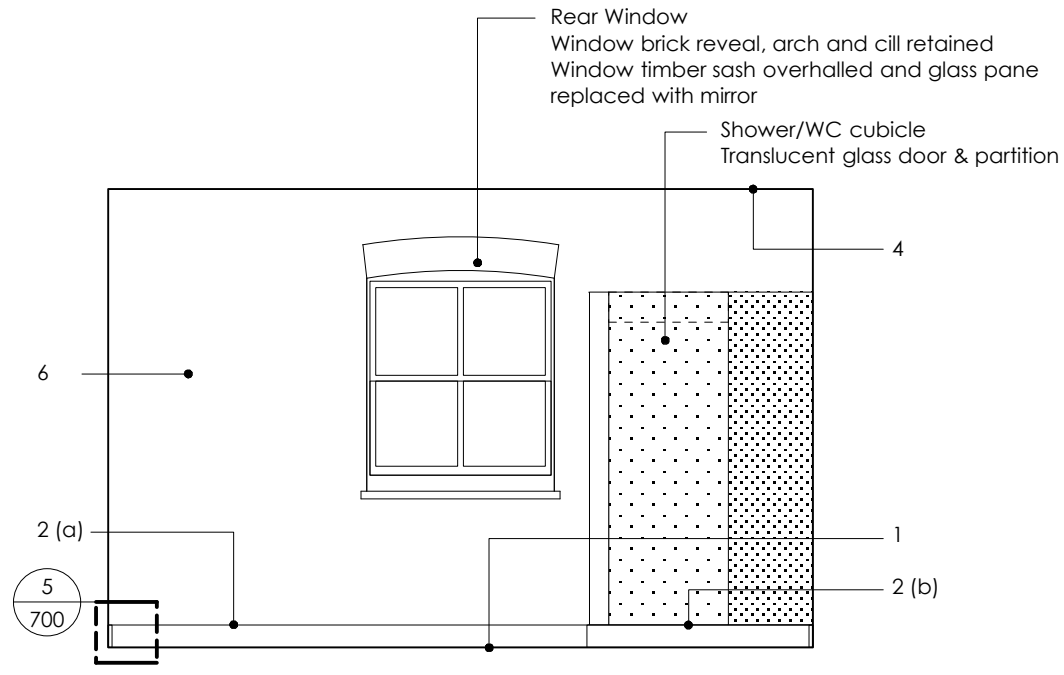 Rear Window
Window brick reveal, arch and cill retained
Window timber sash overhalled and glass pane
replaced with mirror
Shower/WC cubicle
Translucent glass door & partition
4
6
2 (a)
1
5
700
2 (b)